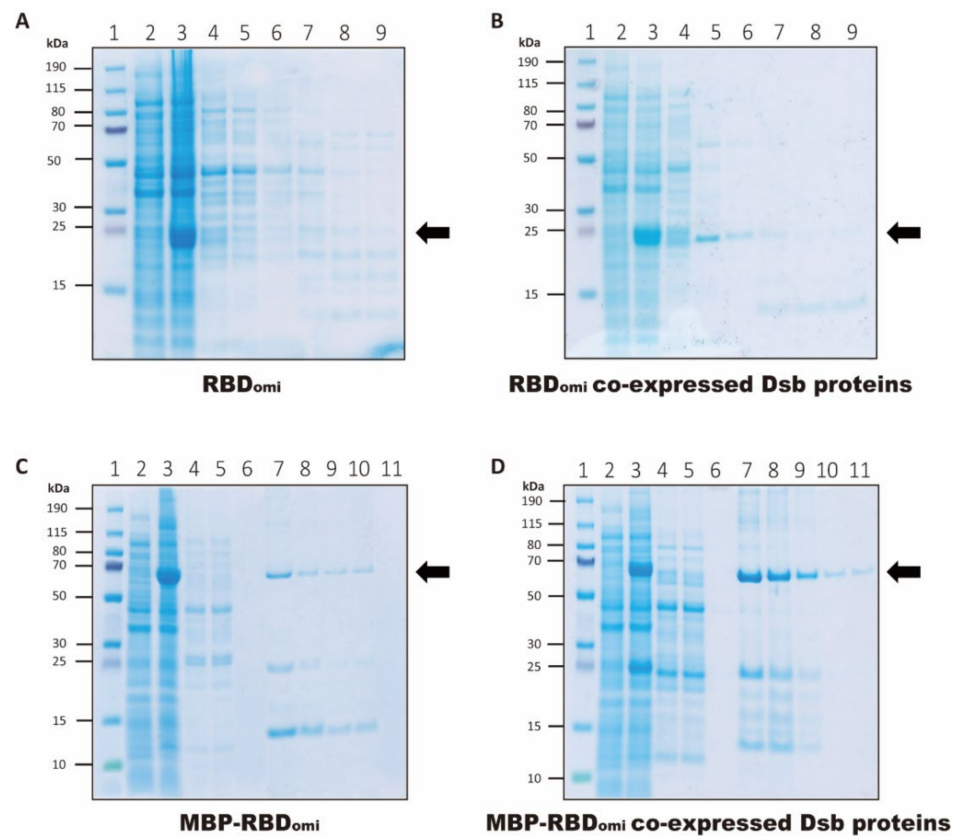 A
1 2 3 4 5 6 7 8 9
kDa
190
115
80
70
50
30
25
15
RBDomi
B
1 2 3 4 5 6 7 8 9
kDa
190
115
80
70
50
30
25
15
RBDomi co-expressed Dsb proteins
C
1 2 3 4 5 6 7 8 9 10 11
kDa
190
115
80
70
50
30
25
15
10
MBP-RBDomi
D
1 2 3 4 5 6 7 8 9 10 11
kDa
190
115
80
70
50
30
25
15
10
MBP-RBDomi co-expressed Dsb proteins